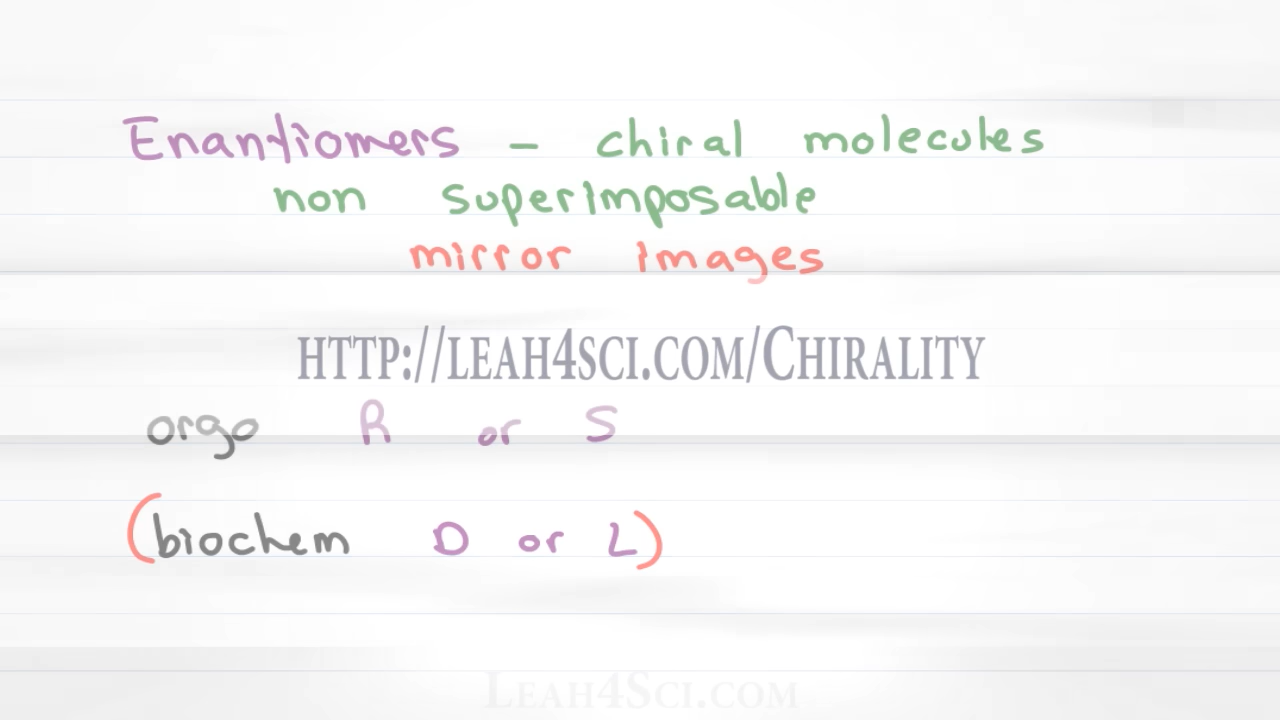 Enantiomers - chiral molecules
non superimposable
mirror images
http://leah4sci.com/Chirality
orgo R or S
(biochem D or L)
Leah4Sci.com